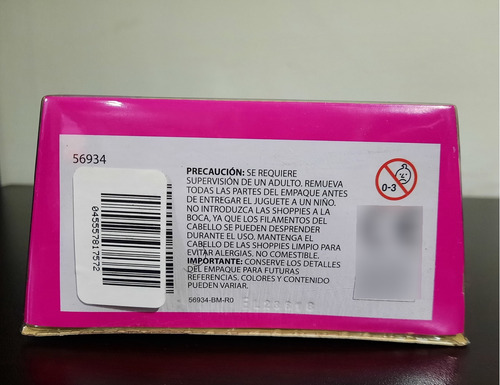 56934
04555781 7572
PRECAUCIÓN: SE REQUIERE
SUPERVISIÓN DE UN ADULTO. REMUEVA
TODAS LAS PARTES DEL EMPAQUE ANTES
DE ENTREGAR EL JUGUETE A UN NIÑO.
NO INTRODUZCA LAS SHOPPIES A LA
BOCA, YA QUE LOS FILAMENTOS DEL
CABELLO SE PUEDEN DESPRENDER
DURANTE EL USO. MANTENGA EL
CABELLO DE LAS SHOPPIES LIMPIO PARA
EVITAR ALERGIAS. NO COMESTIBLE.
IMPORTANTE: CONSERVE LOS DETALLES
DEL EMPAQUE PARA FUTURAS
REFERENCIAS. COLORES Y CONTENIDO
PUEDEN VARIAR.
56934-BM-R0
0-3